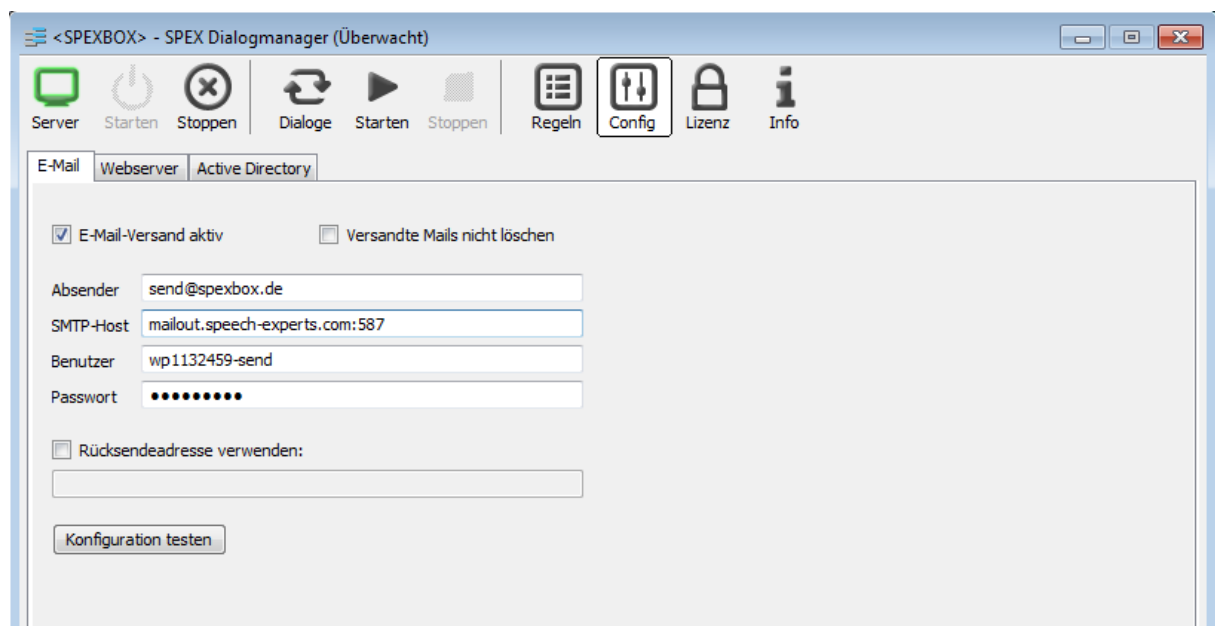 <SPEXBOX> - SPEX Dialogmanager (Überwacht)
Server Starten Stoppen Dialoge Starten Stoppen Regeln Config Lizenz Info
E-Mail Webserver Active Directory
E-Mail-Versand aktiv Versandte Mails nicht löschen
Absender send@spexbox.de
SMTP-Host mailout.speech-experts.com:587
Benutzer wp1132459-send
Passwort •••••••••
Rücksendeadresse verwenden:
Konfiguration testen